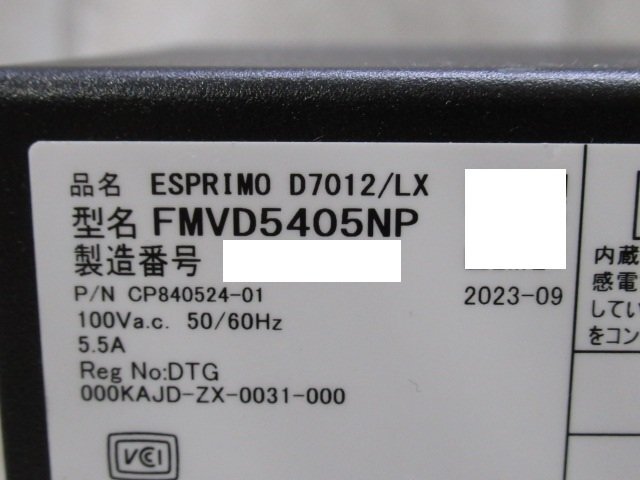 品名 ESPRIMO D7012/LX
型名 FMVD5405NP
製造番号
P/N CP840524-01
2023-09
100Va.c. 50/60Hz
5.5A
Reg No:DTG
000KAJD-ZX-0031-000
VCCI
内蔵
感電
してい
をコン